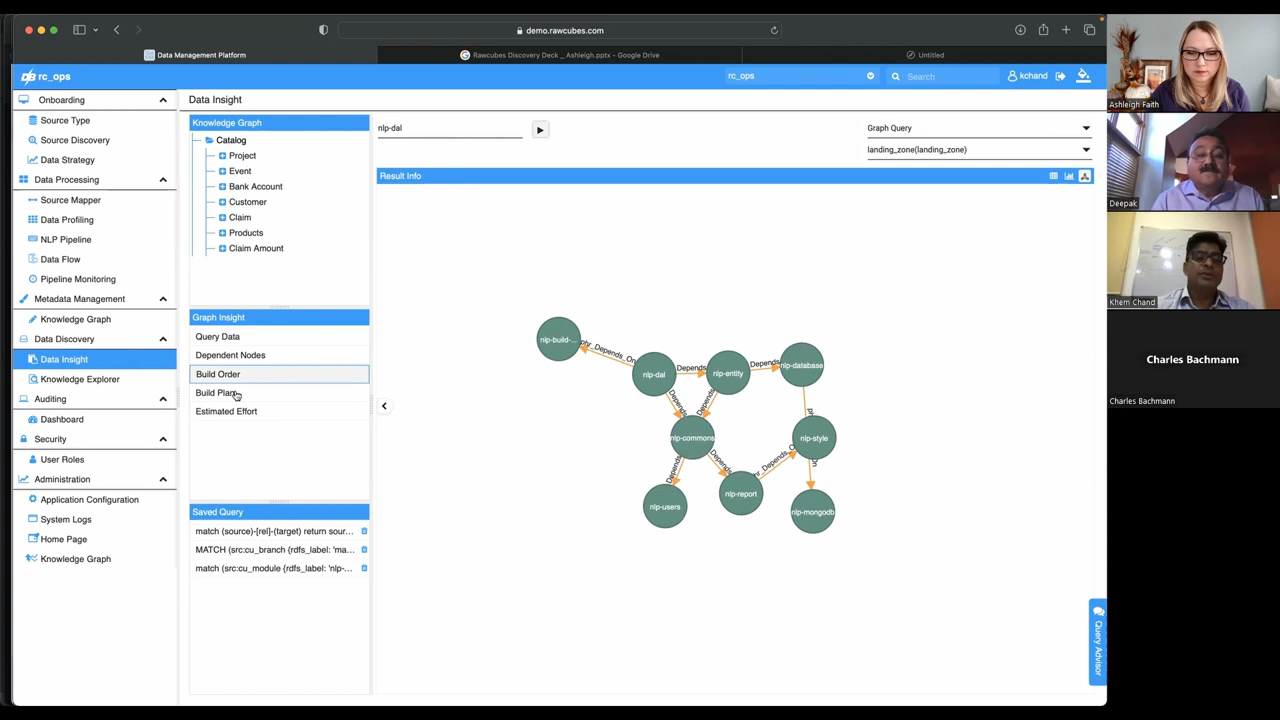 demo.rawcubes.com
Data Management Platform
Rawcubes Discovery Deck _ Ashleigh.pptx - Google Drive
Untitled
rc_ops
rc_ops
Search
kchand
Onboarding
Source Type
Source Discovery
Data Strategy
Data Processing
Source Mapper
Data Profiling
NLP Pipeline
Data Flow
Pipeline Monitoring
Metadata Management
Knowledge Graph
Data Discovery
Data Insight
Knowledge Explorer
Auditing
Dashboard
Security
User Roles
Administration
Application Configuration
System Logs
Home Page
Knowledge Graph
Data Insight
Knowledge Graph
Catalog
Project
Event
Bank Account
Customer
Claim
Products
Claim Amount
Graph Insight
Query Data
Dependent Nodes
Build Order
Build Plan
Estimated Effort
Saved Query
match (source)-[rel]-(target) return sour...
MATCH (src:cu_branch {rdfs_label: 'ma...
match (src:cu_module {rdfs_label: 'nlp-...
nlp-dal
Graph Query
landing_zone(landing_zone)
Result Info
nlp-build-...
phr_Depends_On
nlp-dal
Depends
nlp-entity
Depends
nlp-database
Depends
Depends
nlp-commons
nlp-style
Depends
Depends
nlp-users
nlp-report
nlp-mongodb
Query Advisor
Ashleigh Faith
Deepak
Khem Chand
Charles Bachmann
Charles Bachmann